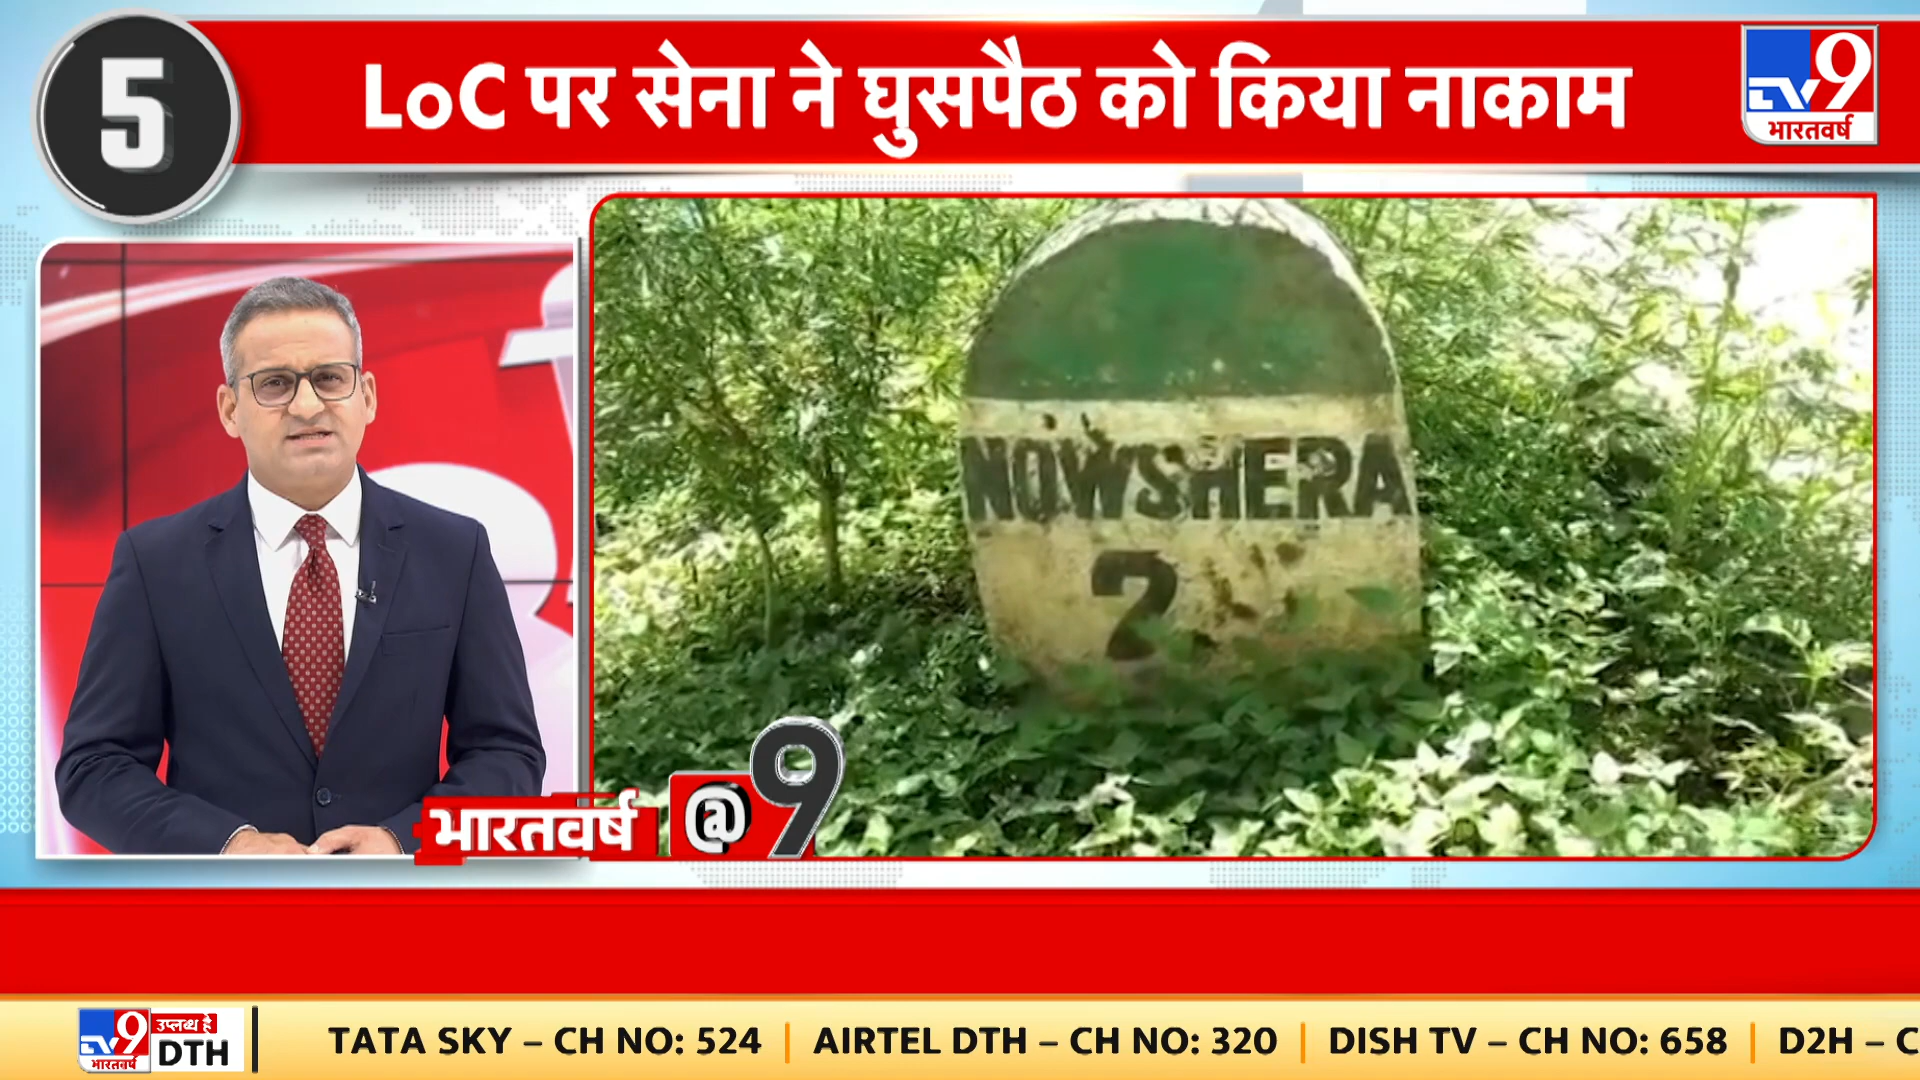 5
LoC पर सेना ने घुसपैठ को किया नाकाम
TV9
भारतवर्ष
NOWSHERA
2
भारतवर्ष @9
TV9 भारतवर्ष उपलब्ध है DTH
TATA SKY – CH NO: 524 | AIRTEL DTH – CH NO: 320 | DISH TV – CH NO: 658 | D2H – C